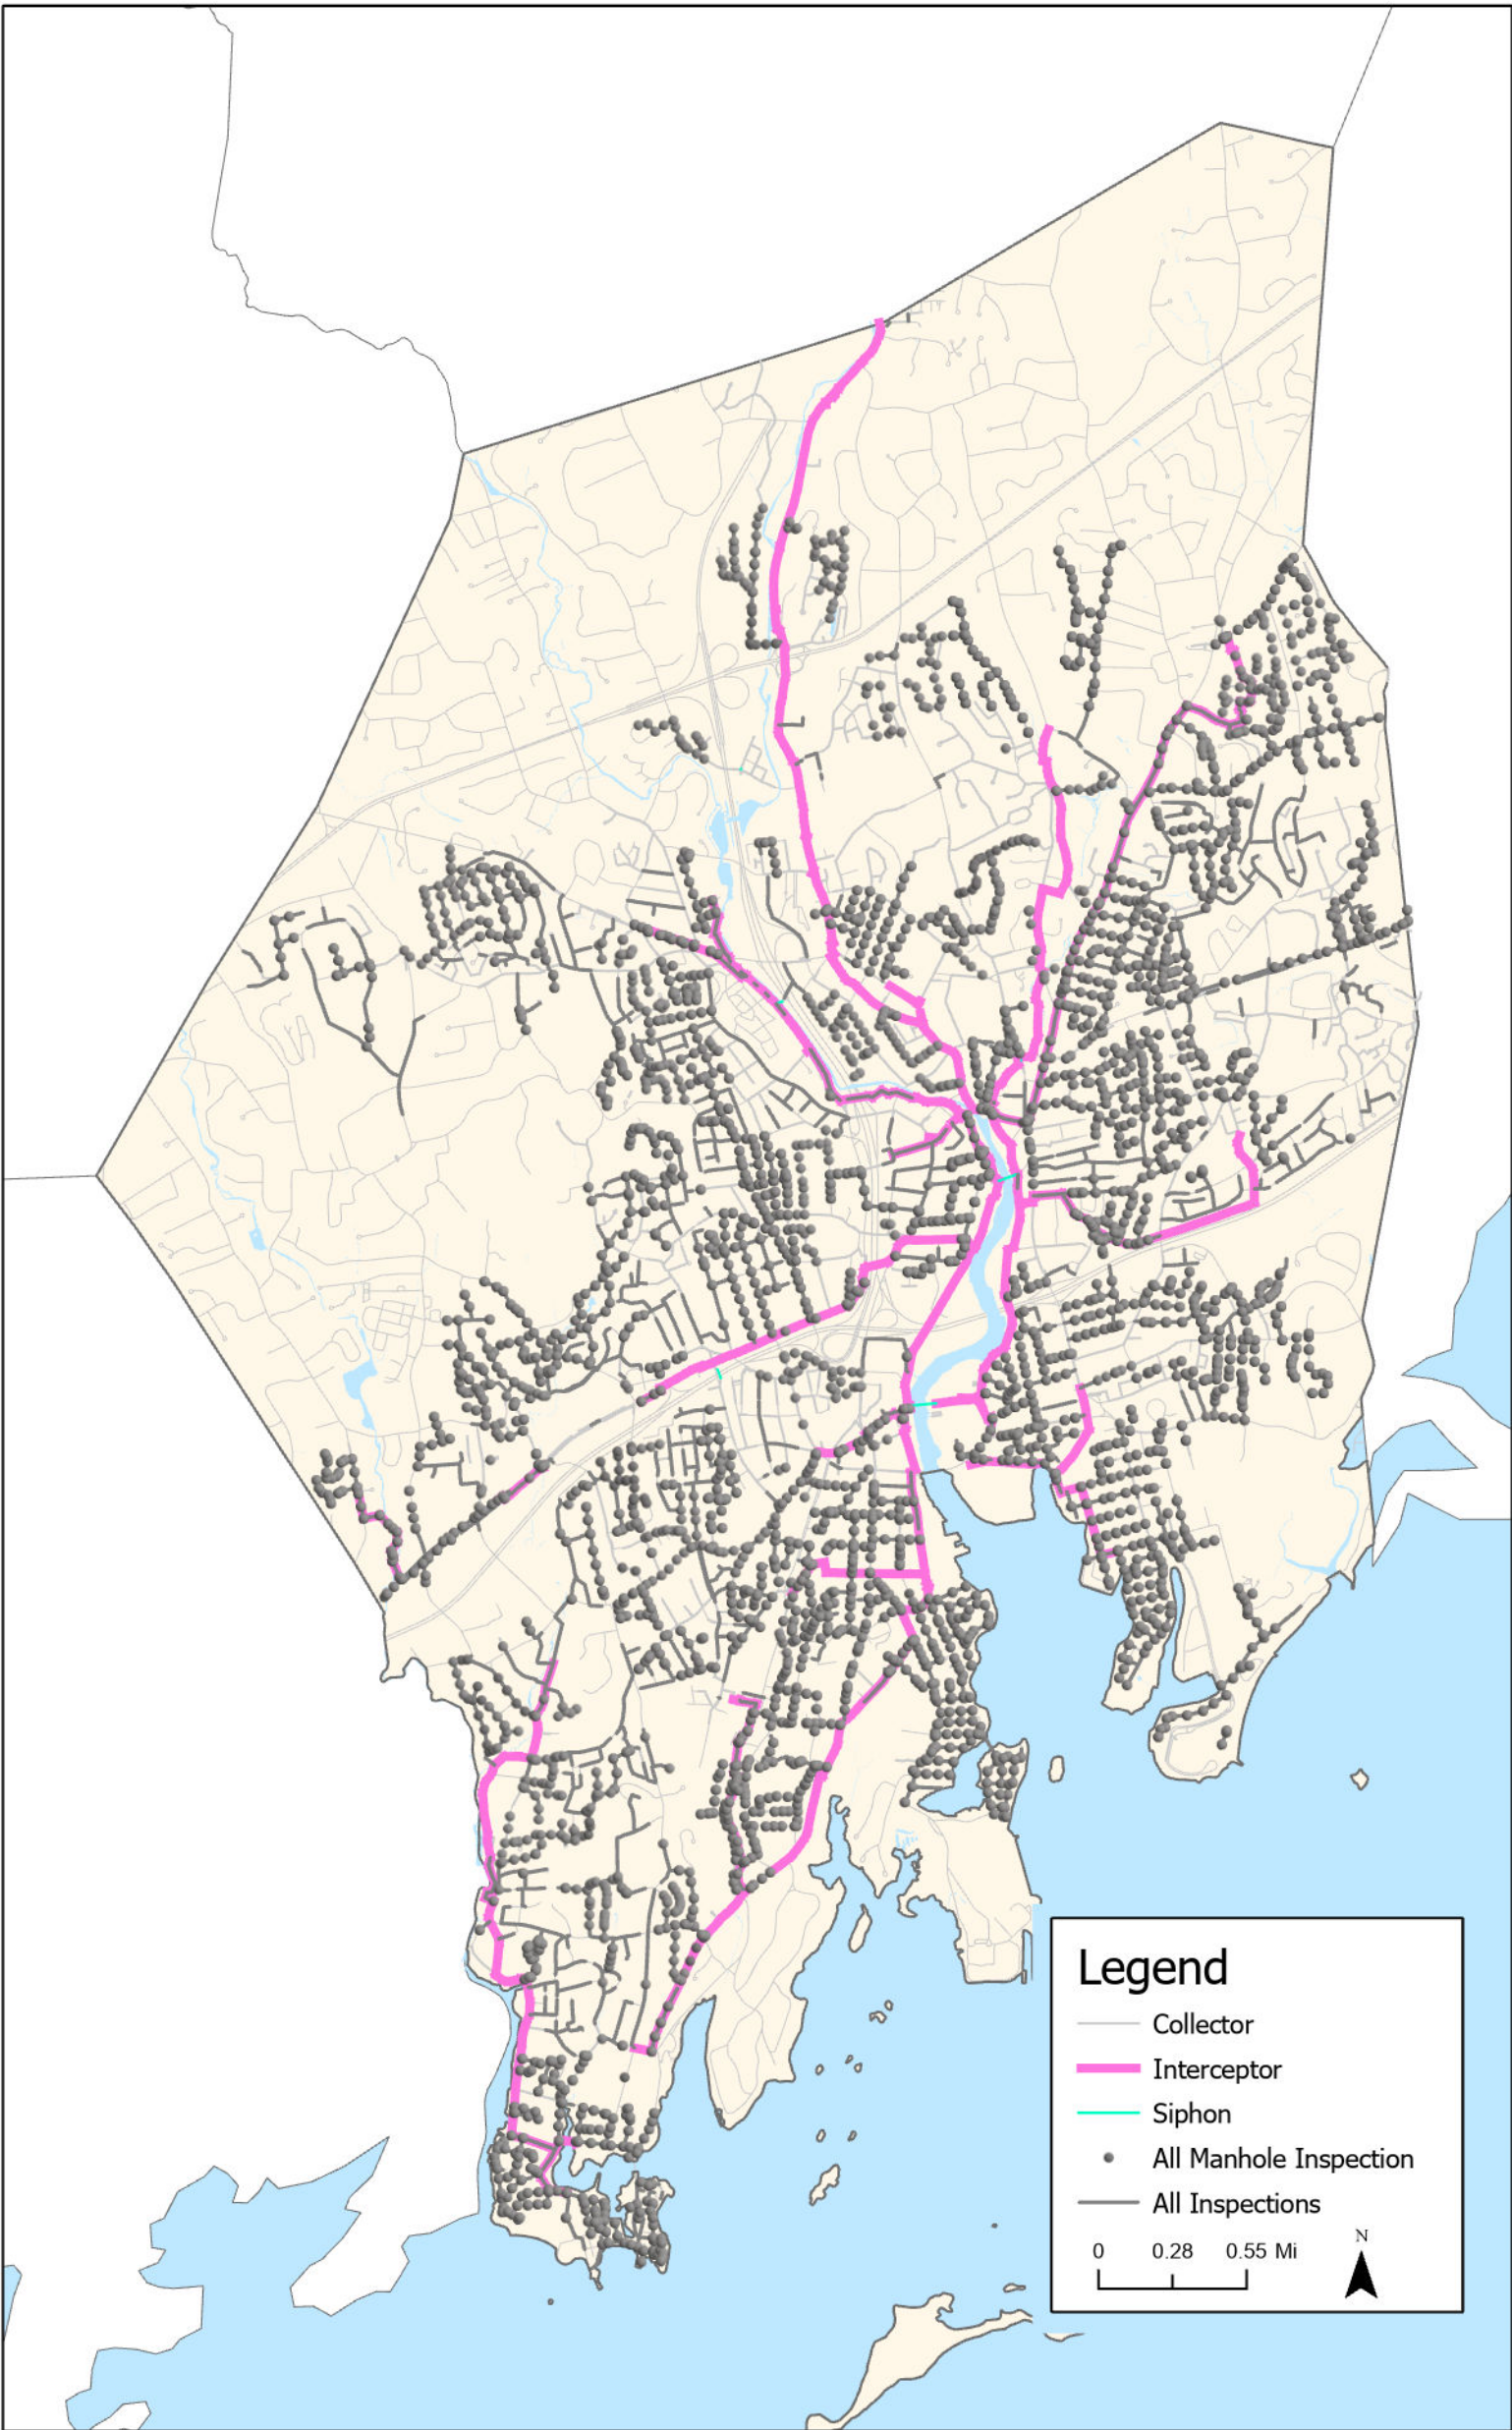 Legend
Collector
Interceptor
Siphon
All Manhole Inspection
All Inspections
0 0.28 0.55 Mi
N